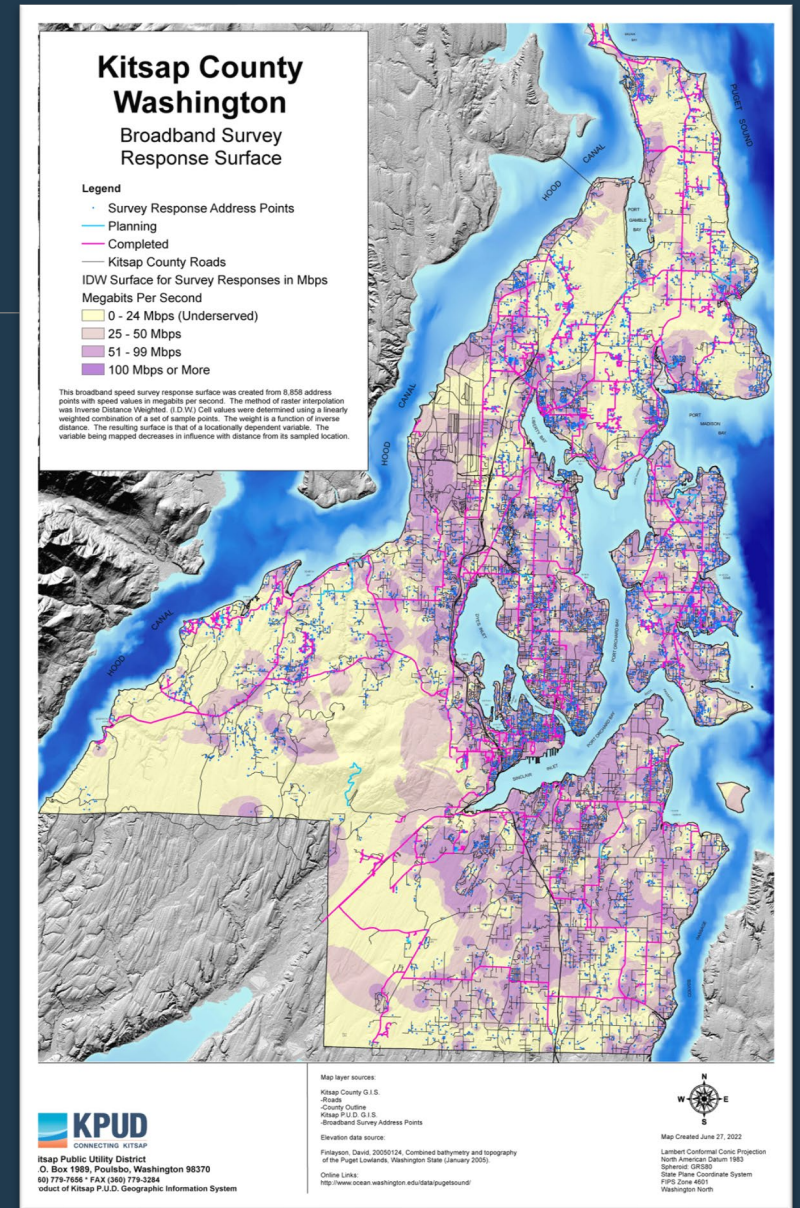 Kitsap County
Washington
Broadband Survey
Response Surface
Legend
Survey Response Address Points
Planning
Completed
Kitsap County Roads
IDW Surface for Survey Responses in Mbps
Megabits Per Second
0 - 24 Mbps (Underserved)
25 - 50 Mbps
51 - 99 Mbps
100 Mbps or More
This broadband speed survey response surface was created from 8,858 address
points with speed values in megabits per second. The method of raster interpolation
was Inverse Distance Weighted. (I.D.W.) Cell values were determined using a linearly
weighted combination of a set of sample points. The weight is a function of inverse
distance. The resulting surface is that of a locationally dependent variable. The
variable being mapped decreases in influence with distance from its sampled location.
PUGET SOUND
HOOD CANAL
PORT
GAMBLE
BAY
HOOD CANAL
LIBERTY BAY
PORT
MADISON
BAY
HOOD CANAL
DYES INLET
PORT ORCHARD BAY
PORT ORCHARD BAY
SINCLAIR INLET
PASSAGE
KPUD
CONNECTING KITSAP
itsap Public Utility District
.O. Box 1989, Poulsbo, Washington 98370
60) 779-7656 * FAX (360) 779-3284
oduct of Kitsap P.U.D. Geographic Information System
Map layer sources:
Kitsap County G.I.S.
-Roads
-County Outline
Kitsap P.U.D. G.I.S.
-Broadband Survey Address Points
Elevation data source:
Finlayson, David, 20050124, Combined bathymetry and topography
of the Puget Lowlands, Washington State (January 2005).
Online Links:
http://www.ocean.washington.edu/data/pugetsound/
N
W E
S
Map Created June 27, 2022
Lambert Conformal Conic Projection
North American Datum 1983
Spheroid: GRS80
State Plane Coordinate System
FIPS Zone 4601
Washington North